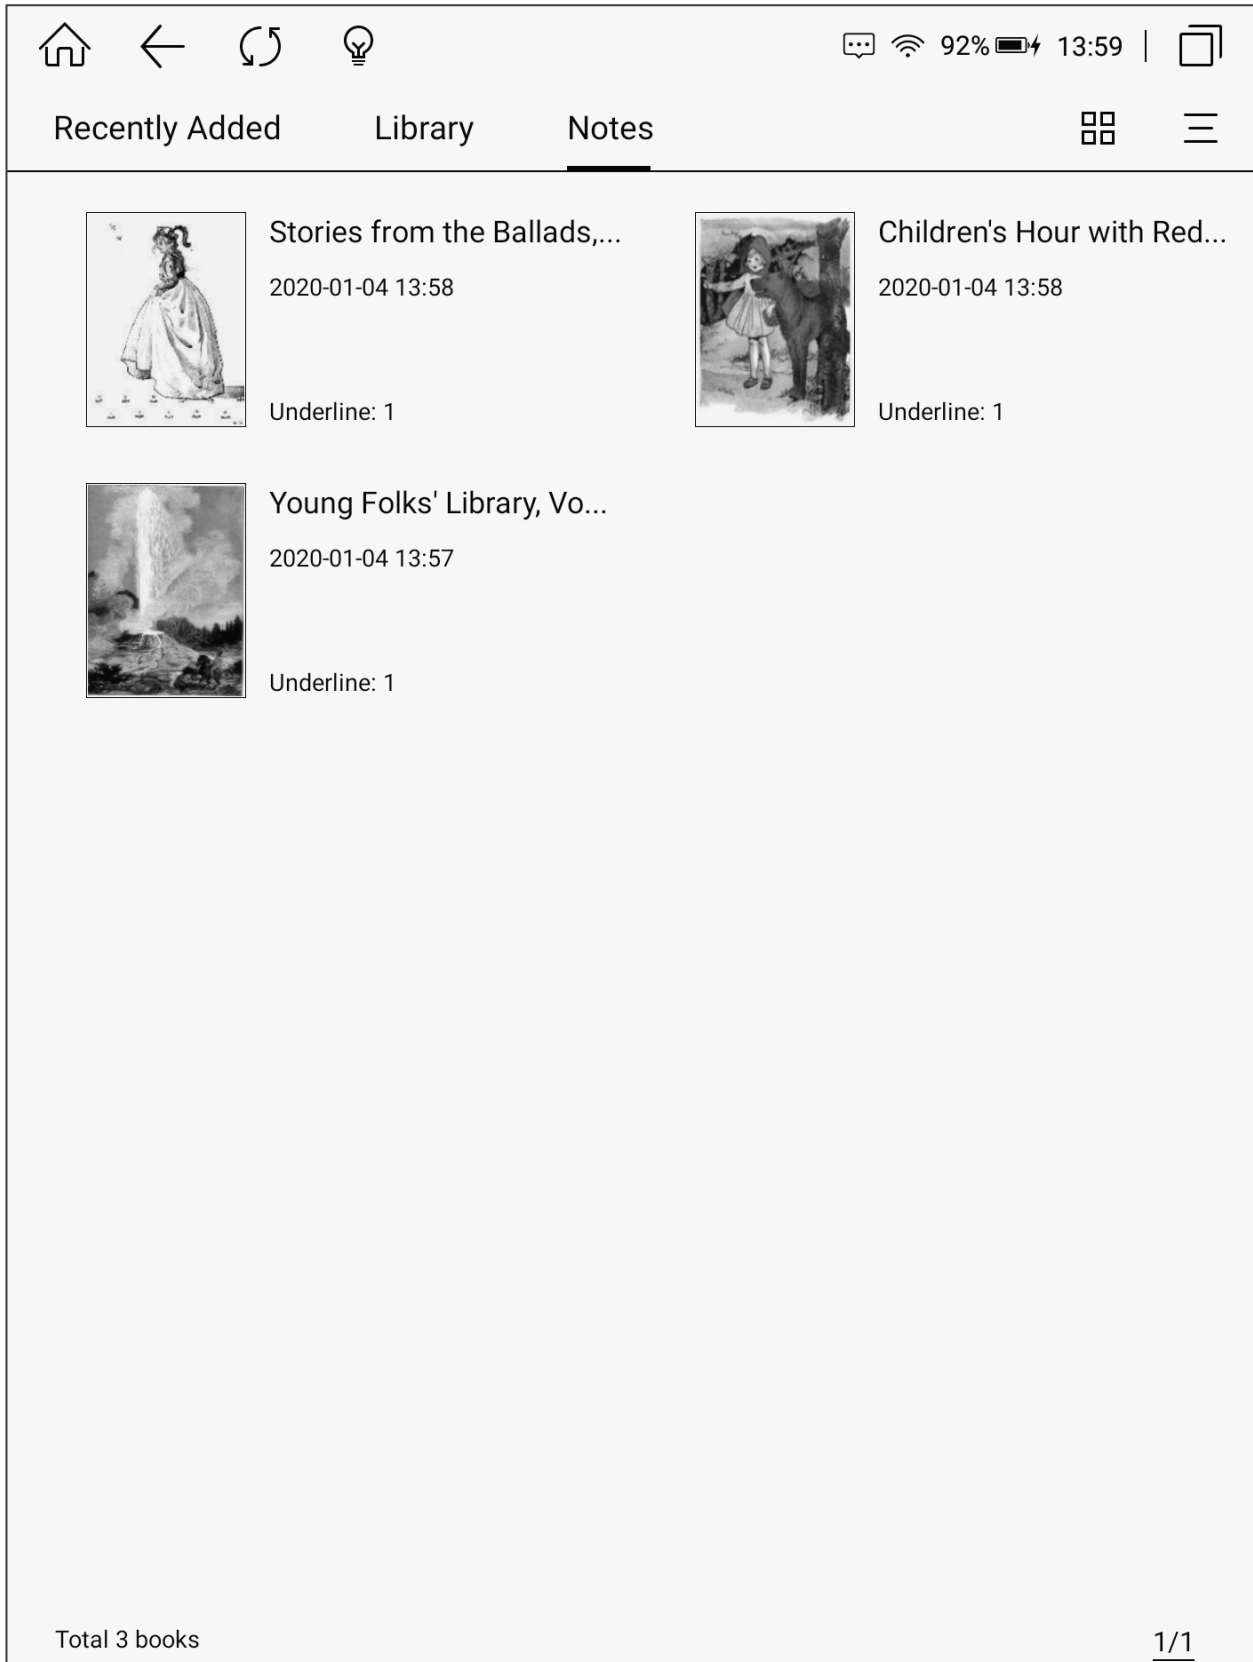 92% 13:59
Recently Added Library Notes
Stories from the Ballads,...
2020-01-04 13:58
Underline: 1
Children's Hour with Red...
2020-01-04 13:58
Underline: 1
Young Folks' Library, Vo...
2020-01-04 13:57
Underline: 1
Total 3 books
1/1